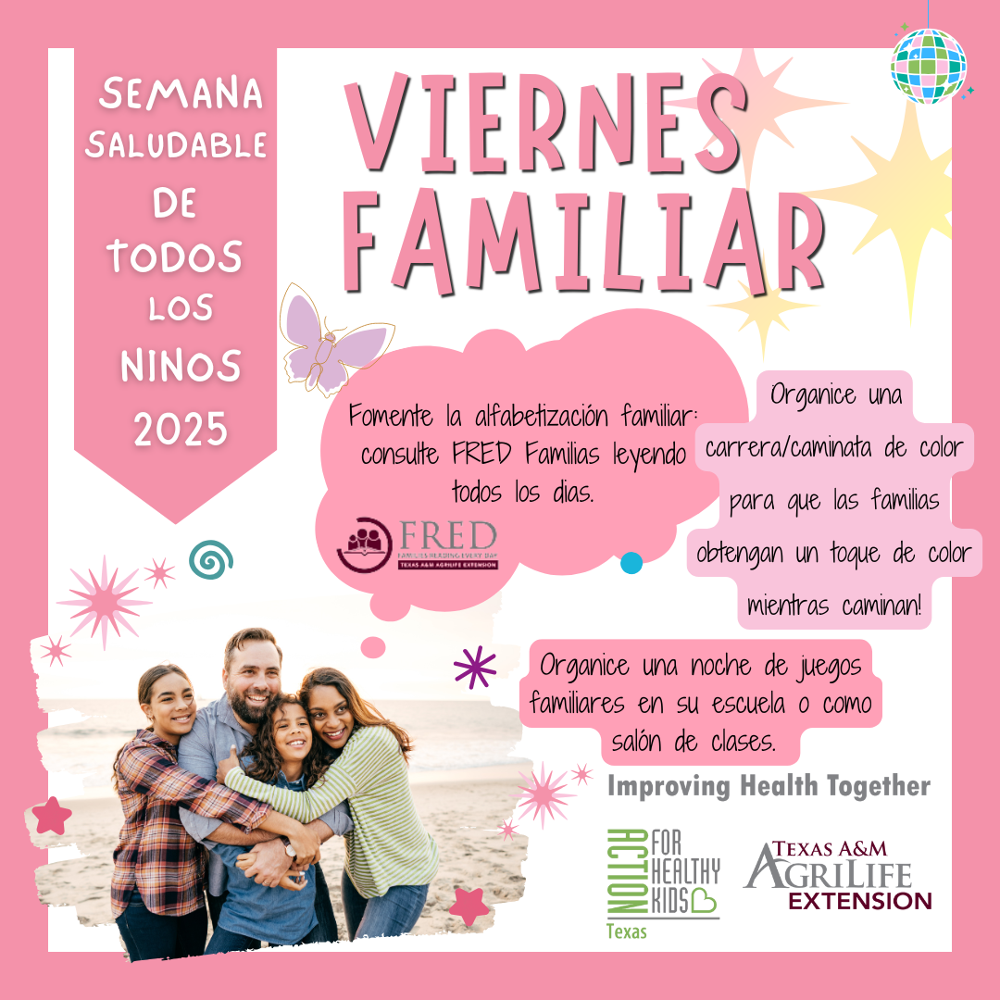 SEMANA
SALUDABLE
DE
TODOS
LOS
NINOS
2025
VIERNES
FAMILIAR
Fomente la alfabetización familiar:
consulte FRED Familias leyendo
todos los dias.
FRED
FAMILIES READING EVERY DAY
TEXAS A&M AGRILIFE EXTENSION
Organice una
carrera/caminata de color
para que las familias
obtengan un toque de color
mientras caminan!
Organice una noche de juegos
familiares en su escuela o como
salón de clases.
Improving Health Together
ACTION
FOR
HEALTHY
KIDS
Texas
TEXAS A&M
AGRILIFE
EXTENSION